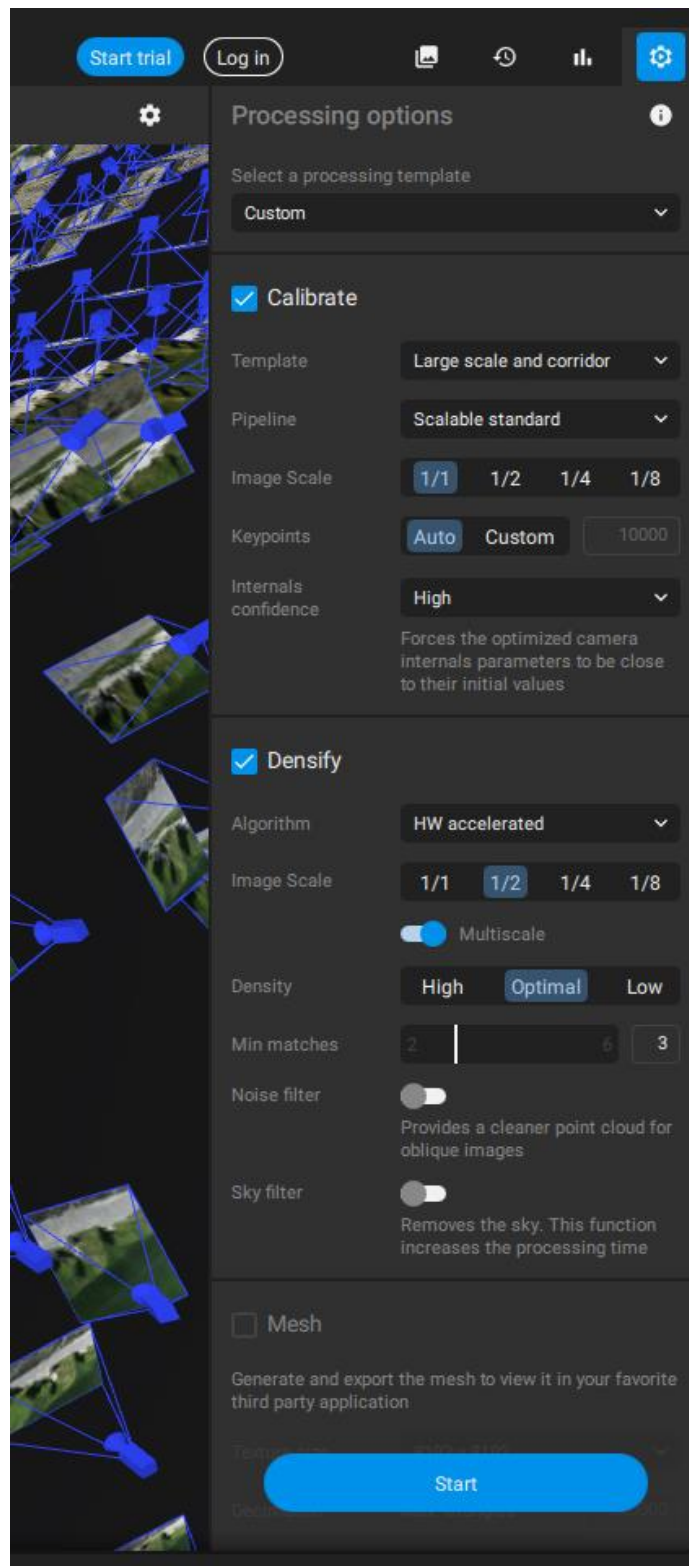 Start trial
Log in
Processing options
Select a processing template
Custom
Calibrate
Template
Large scale and corridor
Pipeline
Scalable standard
Image Scale
1/1 1/2 1/4 1/8
Keypoints
Auto Custom 10000
Internals
confidence
High
Forces the optimized camera
internals parameters to be close
to their initial values
Densify
Algorithm
HW accelerated
Image Scale
1/1 1/2 1/4 1/8
Multiscale
Density
High Optimal Low
Min matches
2 6 3
Noise filter
Provides a cleaner point cloud for
oblique images
Sky filter
Removes the sky. This function
increases the processing time
Mesh
Generate and export the mesh to view it in your favorite
third party application
Start